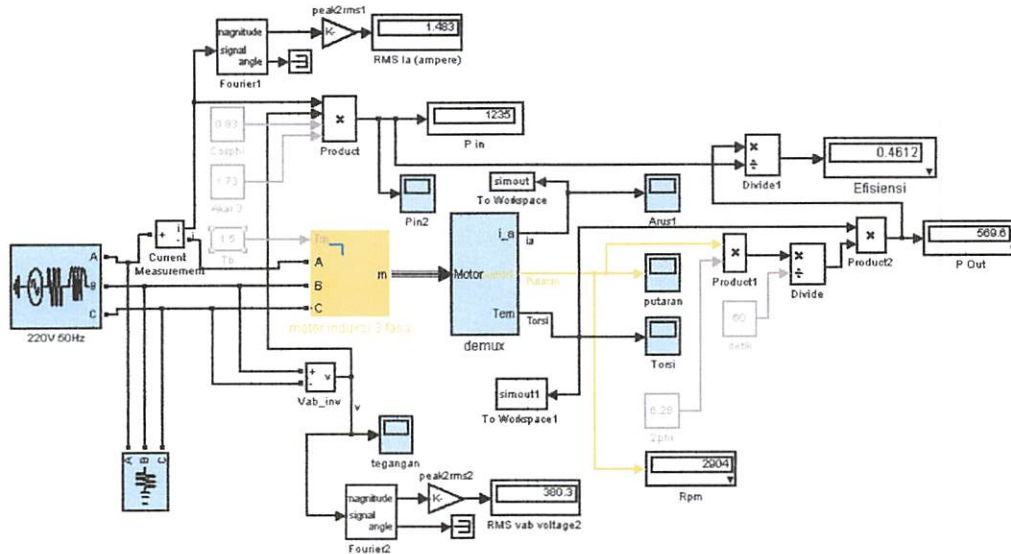 peak2rms1
magnitude
signal
angle
K-
1.483
RMS Ia (ampere)
Fourier1
0.83
Cosphi
×
Product
1235
P in
1.73
Akar 3
Pin2
simout
To Workspace
Arus1
×
÷
Divide1
0.4612
Efisiensi
+
-
i
Current
Measurement
1.5
Tb
Tm
A
B
C
m
motor induksi 3 fasa
Motor
i_a
Tem
demux
ia
Putaran
Torsi
putaran
Torsi
×
Product1
×
÷
Divide
×
Product2
569.6
P Out
60
detik
6.28
2phi
A
B
C
220V 50Hz
+
-
v
Vab_inv
v
simout1
To Workspace1
2904
Rpm
A B C
tegangan
peak2rms2
magnitude
signal
angle
K-
380.3
RMS vab voltage2
Fourier2